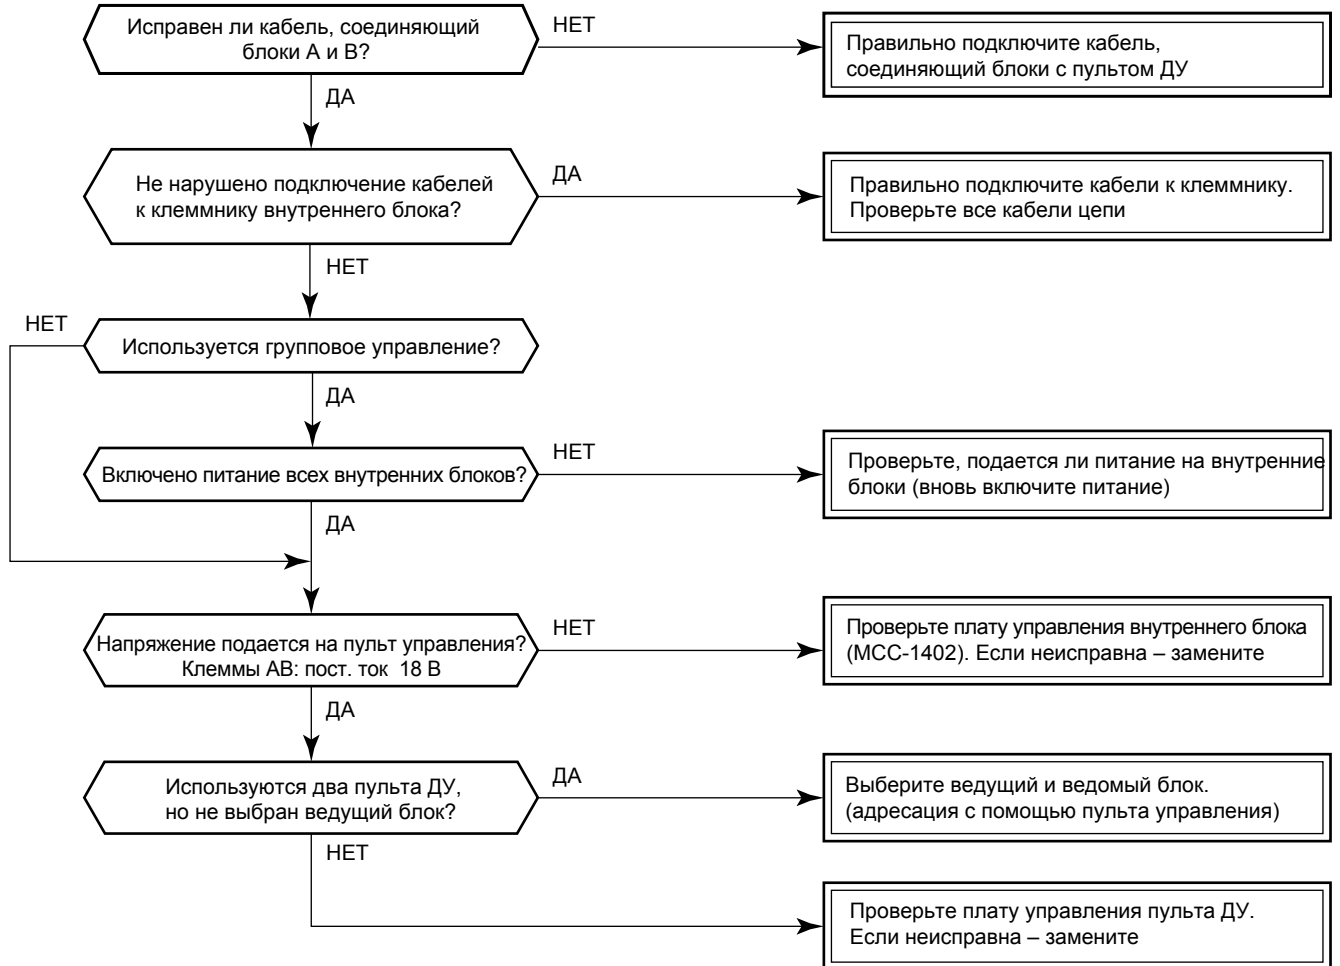 Исправен ли кабель, соединяющий
блоки А и В?
НЕТ
Правильно подключите кабель,
соединяющий блоки с пультом ДУ
ДА
Не нарушено подключение кабелей
к клеммнику внутреннего блока?
ДА
Правильно подключите кабели к клеммнику.
Проверьте все кабели цепи
НЕТ
НЕТ
Используется групповое управление?
ДА
Включено питание всех внутренних блоков?
НЕТ
Проверьте, подается ли питание на внутренние
блоки (вновь включите питание)
ДА
Напряжение подается на пульт управления?
Клеммы АВ: пост. ток 18 В
НЕТ
Проверьте плату управления внутреннего блока
(МСС-1402). Если неисправна – замените
ДА
Используются два пульта ДУ,
но не выбран ведущий блок?
ДА
Выберите ведущий и ведомый блок.
(адресация с помощью пульта управления)
НЕТ
Проверьте плату управления пульта ДУ.
Если неисправна – замените